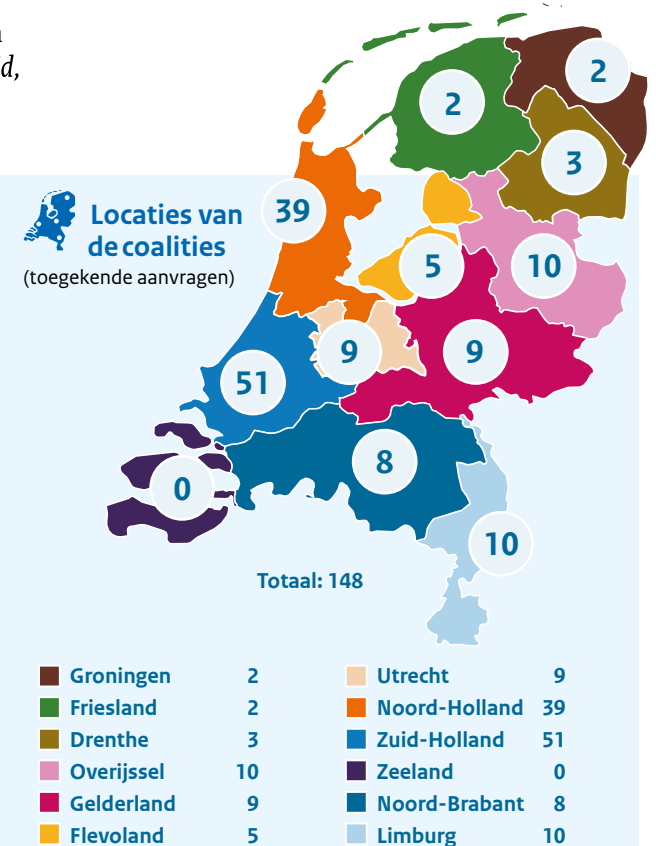 d,
2
2
3
39
Locaties van
de coalities
(toegekende aanvragen)
5
10
9
9
51
8
0
10
Totaal: 148
Groningen 2
Friesland 2
Drenthe 3
Overijssel 10
Gelderland 9
Flevoland 5
Utrecht 9
Noord-Holland 39
Zuid-Holland 51
Zeeland 0
Noord-Brabant 8
Limburg 10